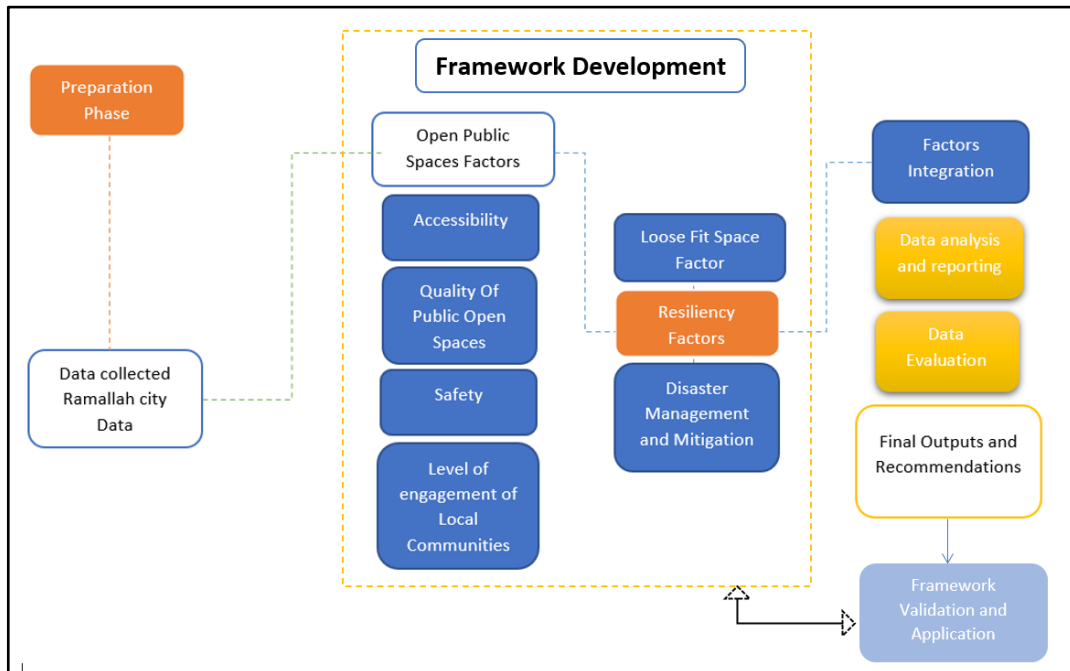 Framework Development
Preparation
Phase
Data collected
Ramallah city
Data
Open Public
Spaces Factors
Accessibility
Quality Of
Public Open
Spaces
Safety
Level of
engagement of
Local
Communities
Loose Fit Space
Factor
Resiliency
Factors
Disaster
Management
and Mitigation
Factors
Integration
Data analysis
and reporting
Data
Evaluation
Final Outputs and
Recommendations
Framework
Validation and
Application